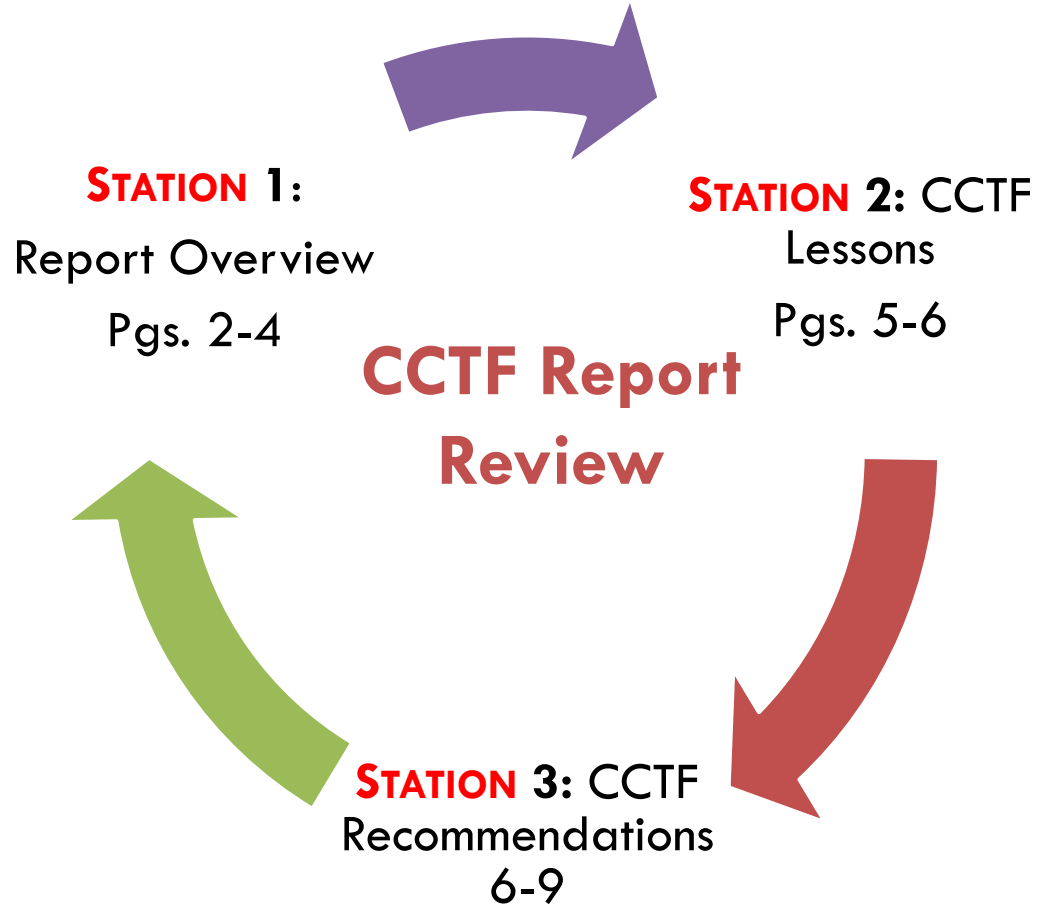 STATION 1:
Report Overview
Pgs. 2-4
STATION 2: CCTF
Lessons
Pgs. 5-6
CCTF Report
Review
STATION 3: CCTF
Recommendations
6-9